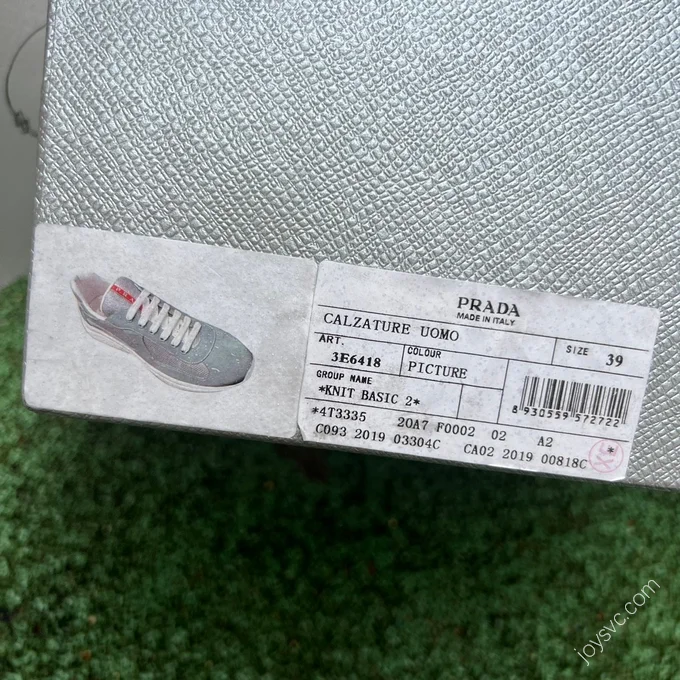 PRADA
MADE IN ITALY
CALZATURE UOMO
SIZE 39
ART.
3E6418
COLOUR
PICTURE
GROUP NAME
*KNIT BASIC 2*
8 930559 572722
*4T3335 20A7 F0002 02 A2
C093 2019 03304C CA02 2019 00818C
*
joysvc.com